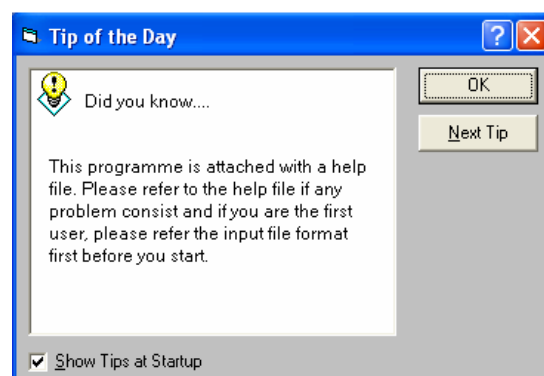 Tip of the Day
Did you know....
OK
Next Tip
This programme is attached with a help
file. Please refer to the help file if any
problem consist and if you are the first
user, please refer the input file format
first before you start.
Show Tips at Startup